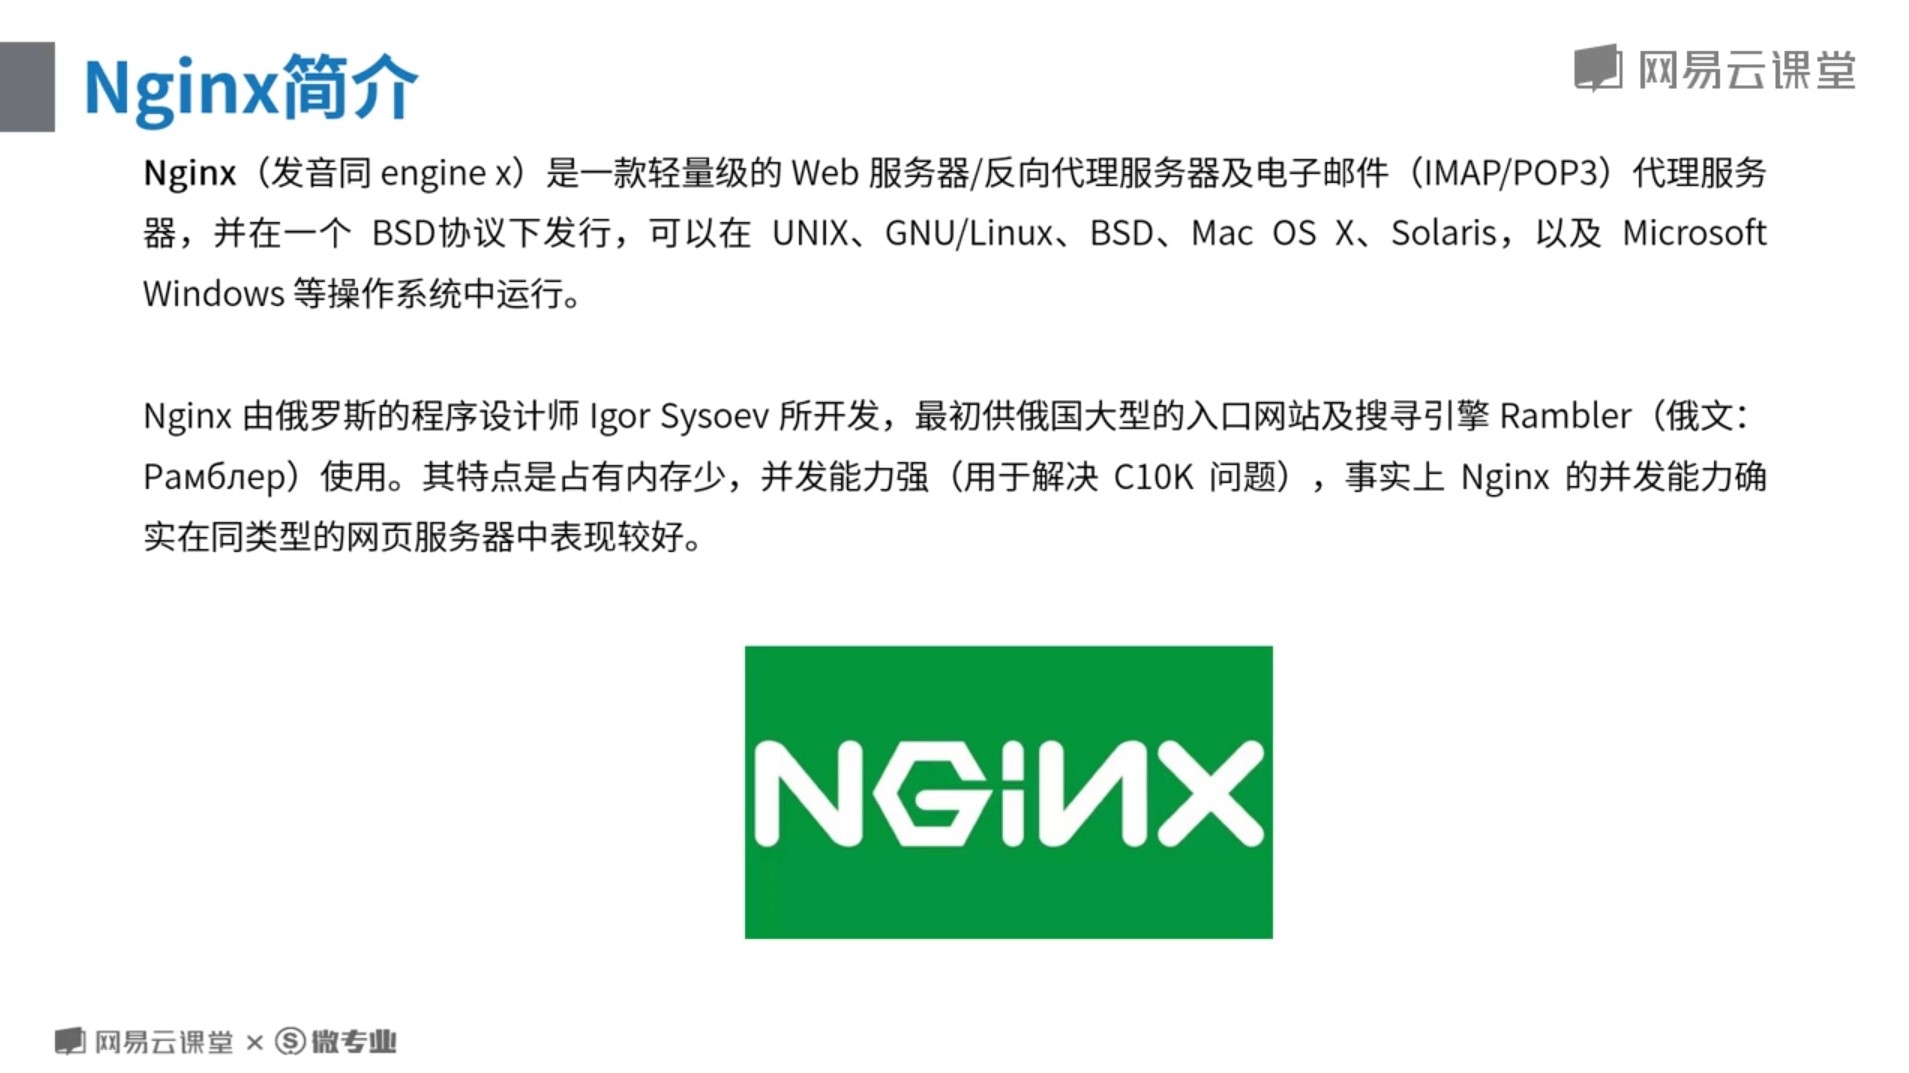 Nginx简介
网易云课堂
Nginx（发音同 engine x）是一款轻量级的 Web 服务器/反向代理服务器及电子邮件（IMAP/POP3）代理服务
器，并在一个 BSD协议下发行，可以在 UNIX、GNU/Linux、BSD、Mac OS X、Solaris，以及 Microsoft
Windows 等操作系统中运行。
Nginx 由俄罗斯的程序设计师 Igor Sysoev 所开发，最初供俄国大型的入口网站及搜寻引擎 Rambler（俄文：
Рамблер）使用。其特点是占有内存少，并发能力强（用于解决 C10K 问题），事实上 Nginx 的并发能力确
实在同类型的网页服务器中表现较好。
NGiNX
网易云课堂 × Ⓢ微专业